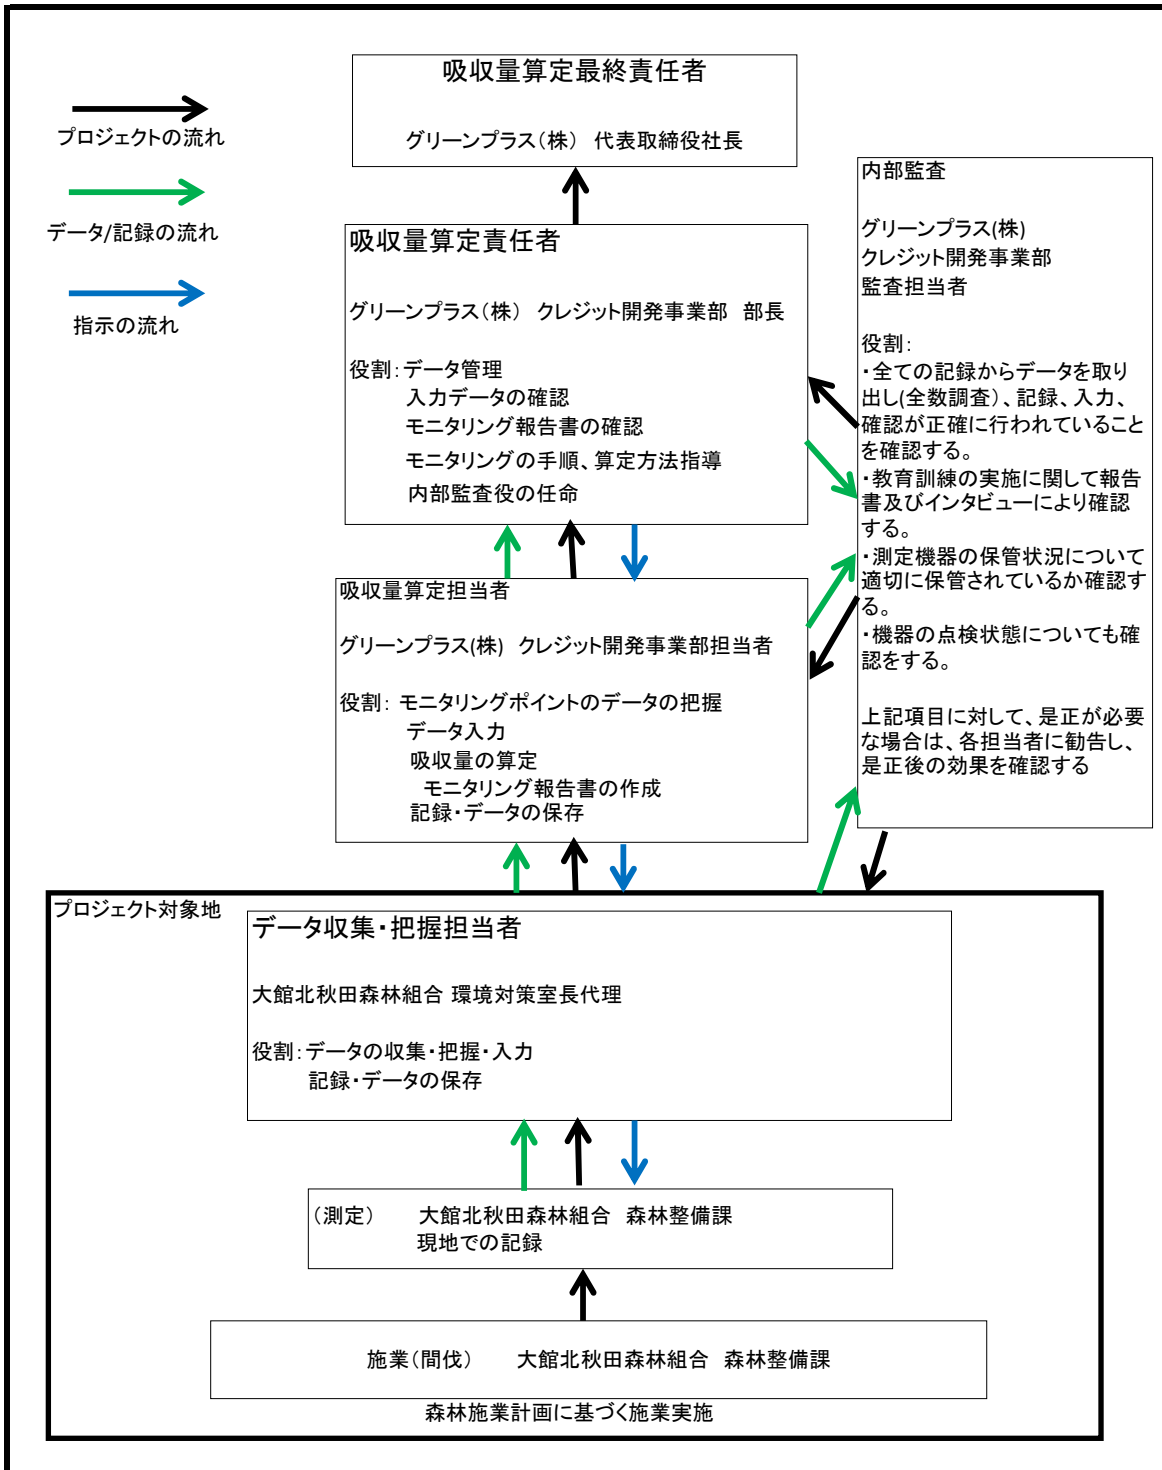 吸収量算定最終責任者
グリーンプラス（株）　代表取締役社長
プロジェクトの流れ
データ/記録の流れ
指示の流れ
吸収量算定責任者
グリーンプラス（株）　クレジット開発事業部　部長
役割：データ管理
入力データの確認
モニタリング報告書の確認
モニタリングの手順、算定方法指導
内部監査役の任命
内部監査
グリーンプラス(株)
クレジット開発事業部
監査担当者
役割：
・全ての記録からデータを取り
出し(全数調査）、記録、入力、
確認が正確に行われていること
を確認する。
・教育訓練の実施に関して報告
書及びインタビューにより確認
する。
・測定機器の保管状況について
適切に保管されているか確認す
る。
・機器の点検状態についても確
認をする。
上記項目に対して、是正が必要
な場合は、各担当者に勧告し、
是正後の効果を確認する
吸収量算定担当者
グリーンプラス(株)　クレジット開発事業部担当者
役割：モニタリングポイントのデータの把握
データ入力
吸収量の算定
モニタリング報告書の作成
記録・データの保存
プロジェクト対象地
データ収集・把握担当者
大館北秋田森林組合 環境対策室長代理
役割：データの収集・把握・入力
記録・データの保存
（測定）　大館北秋田森林組合　森林整備課
現地での記録
施業（間伐）　大館北秋田森林組合　森林整備課
森林施業計画に基づく施業実施